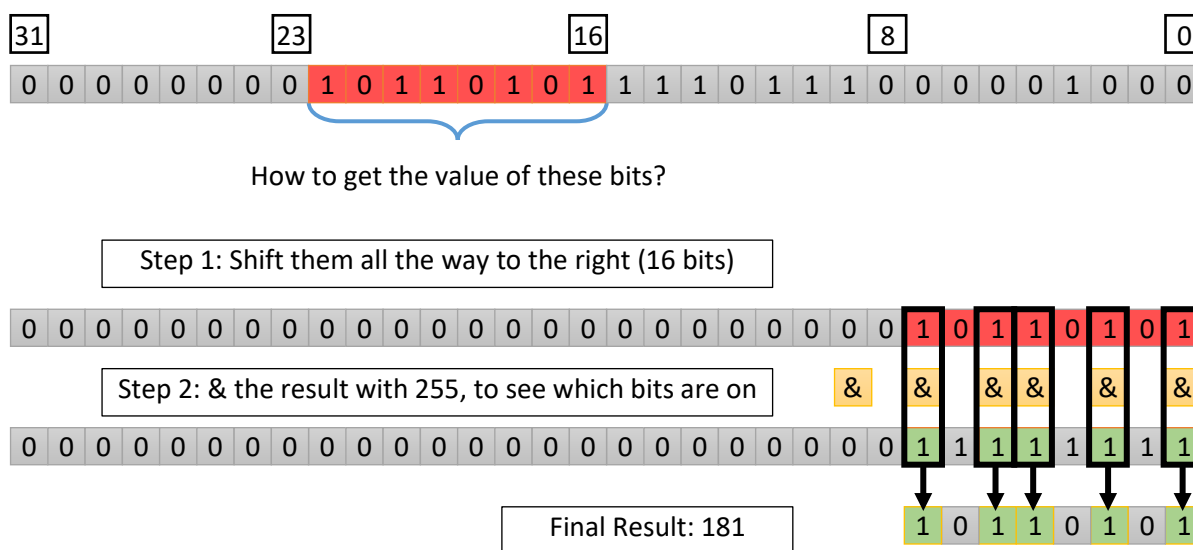 31 23 16 8 0
0 0 0 0 0 0 0 0 1 0 1 1 0 1 0 1 1 1 1 0 1 1 1 0 0 0 0 0 1 0 0 0
How to get the value of these bits?
Step 1: Shift them all the way to the right (16 bits)
0 0 0 0 0 0 0 0 0 0 0 0 0 0 0 0 0 0 0 0 0 0 0 0 1 0 1 1 0 1 0 1
Step 2: & the result with 255, to see which bits are on & & & & & &
0 0 0 0 0 0 0 0 0 0 0 0 0 0 0 0 0 0 0 0 0 0 0 0 1 1 1 1 1 1 1 1
Final Result: 181 1 0 1 1 0 1 0 1